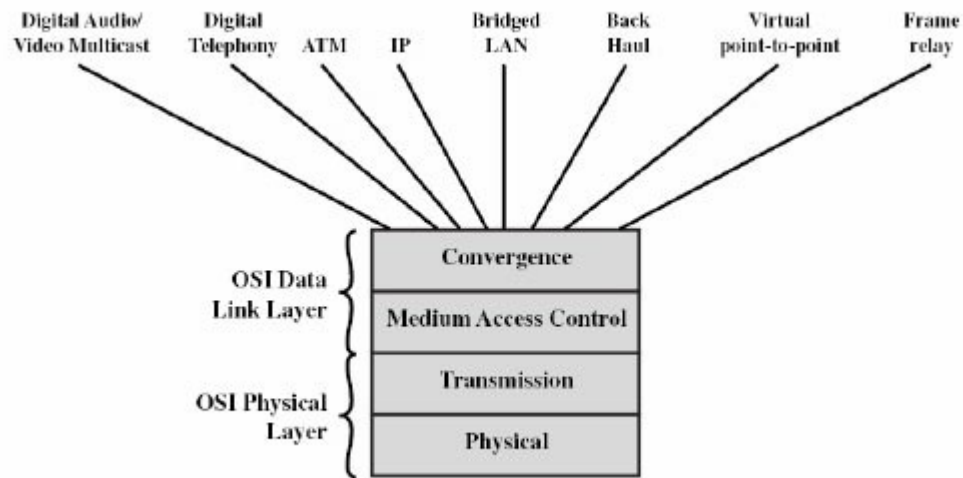 Digital Audio/
Video Multicast
Digital
Telephony
ATM
IP
Bridged
LAN
Back
Haul
Virtual
point-to-point
Frame
relay
Convergence
OSI Data
Link Layer
Medium Access Control
Transmission
OSI Physical
Layer
Physical